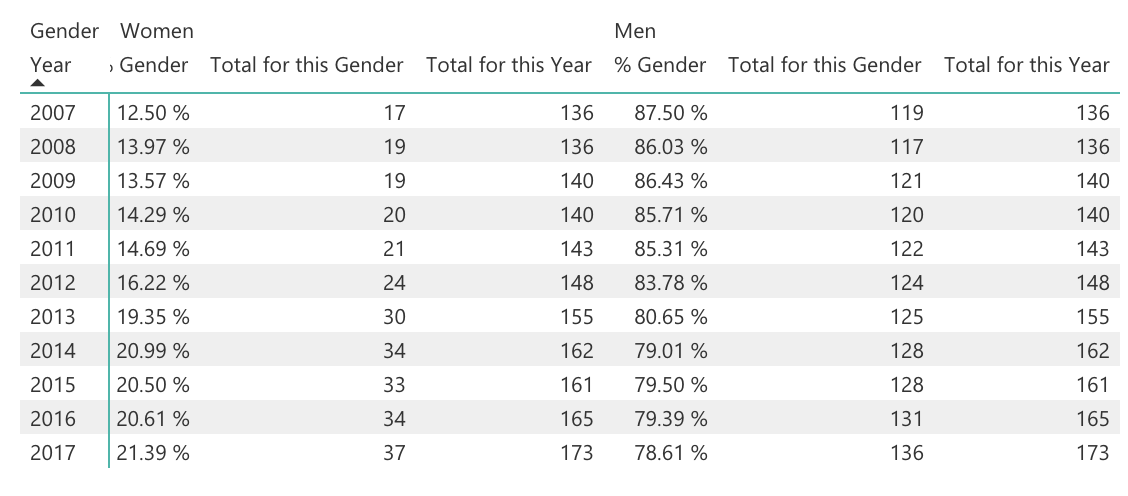 Gender Women Men
Year % Gender Total for this Gender Total for this Year % Gender Total for this Gender Total for this Year
2007 12.50 % 17 136 87.50 % 119 136
2008 13.97 % 19 136 86.03 % 117 136
2009 13.57 % 19 140 86.43 % 121 140
2010 14.29 % 20 140 85.71 % 120 140
2011 14.69 % 21 143 85.31 % 122 143
2012 16.22 % 24 148 83.78 % 124 148
2013 19.35 % 30 155 80.65 % 125 155
2014 20.99 % 34 162 79.01 % 128 162
2015 20.50 % 33 161 79.50 % 128 161
2016 20.61 % 34 165 79.39 % 131 165
2017 21.39 % 37 173 78.61 % 136 173